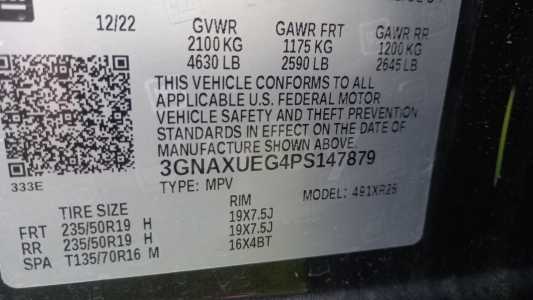 12/22 GVWR GAWR FRT GAWR RR
2100 KG 1175 KG 1200 KG
4630 LB 2590 LB 2645 LB
THIS VEHICLE CONFORMS TO ALL
APPLICABLE U.S. FEDERAL MOTOR
VEHICLE SAFETY AND THEFT PREVENTION
STANDARDS IN EFFECT ON THE DATE OF
MANUFACTURE SHOWN ABOVE.
3GNAXUEG4PS147879
333E
TYPE: MPV MODEL: 491XR26
TIRE SIZE RIM
FRT 235/50R19 H 19X7.5J
RR 235/50R19 H 19X7.5J
SPA T135/70R16 M 16X4BT